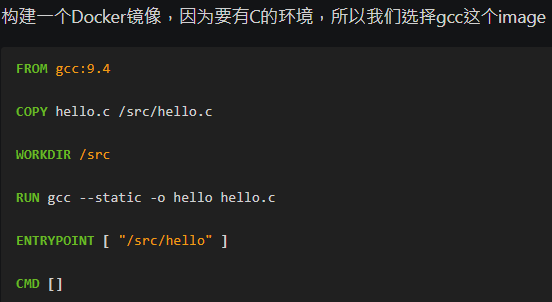 构建一个Docker镜像，因为要有C的环境，所以我们选择gcc这个image
FROM gcc:9.4
COPY hello.c /src/hello.c
WORKDIR /src
RUN gcc --static -o hello hello.c
ENTRYPOINT [ "/src/hello" ]
CMD []